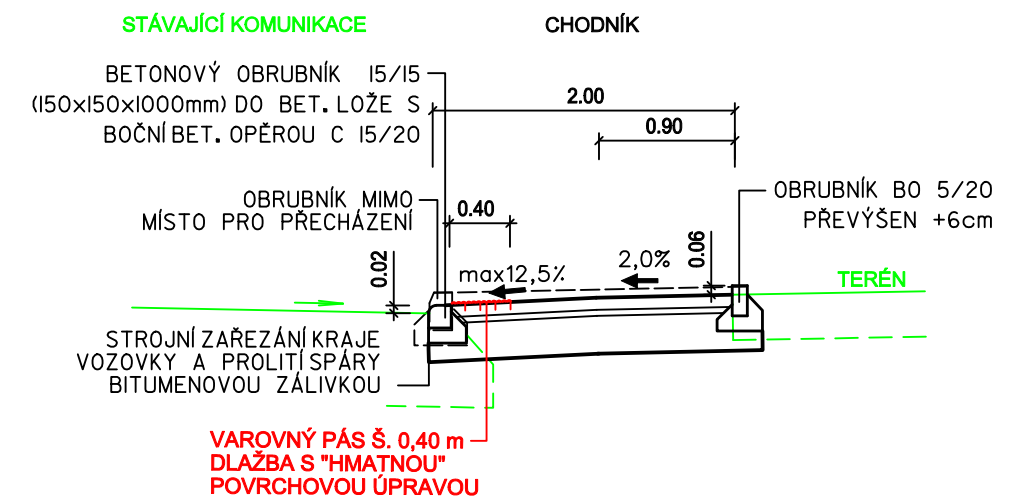 STÁVAJÍCÍ KOMUNIKACE
CHODNÍK
BETONOVÝ OBRUBNÍK 15/15
(150x150x1000mm) DO BET. LOŽE S
BOČNÍ BET. OPĚROU C 15/20
2.00
0.90
OBRUBNÍK MIMO
MÍSTO PRO PŘECHÁZENÍ
0.40
OBRUBNÍK BO 5/20
PŘEVÝŠEN +6cm
0.02
max12,5%
2,0%
0.06
TERÉN
STROJNÍ ZAŘEZÁNÍ KRAJE
VOZOVKY A PROLITÍ SPÁRY
BITUMENOVOU ZÁLIVKOU
VAROVNÝ PÁS Š. 0,40 m
DLAŽBA S "HMATNOU"
POVRCHOVOU ÚPRAVOU